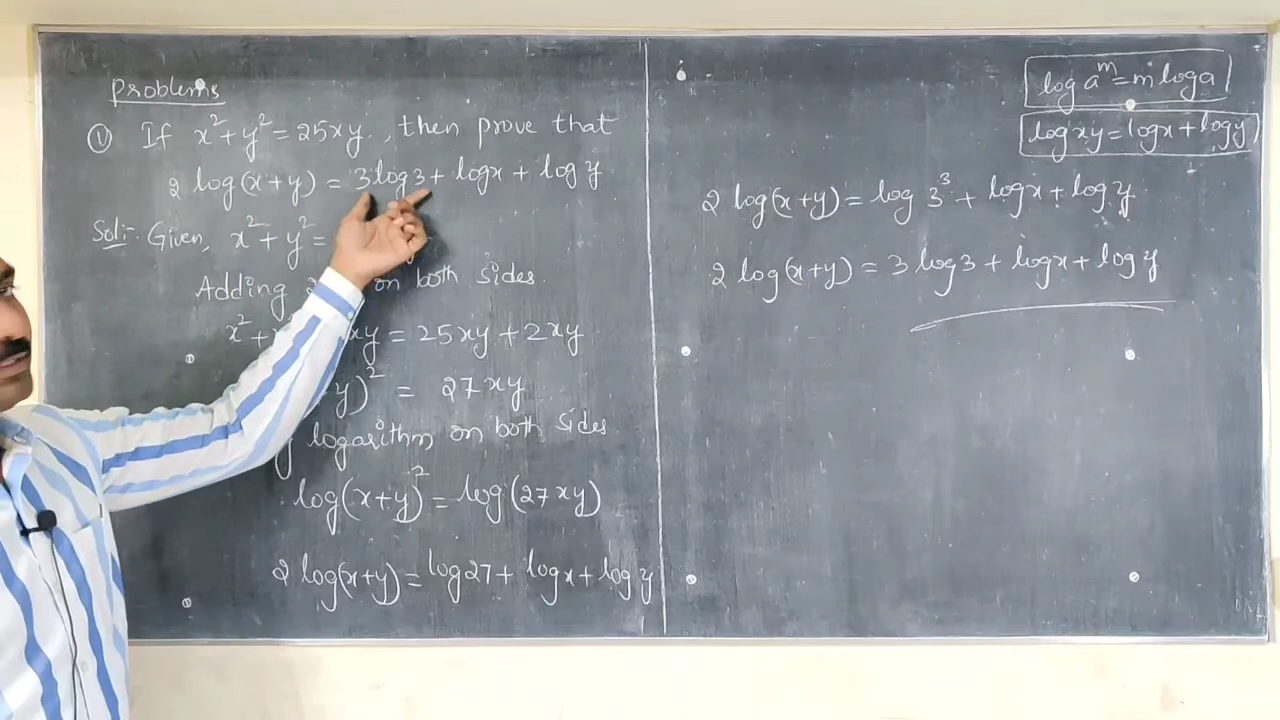 Problems
① If x²+y²=25xy, then prove that
2 log(x+y) = 3log3+ logx + log y
Sol:- Given, x²+y²=
Adding 2 on both sides.
x²+ xy = 25xy+2xy
y)² = 27xy
logarithm on both sides.
log(x+y)²=log(27xy)
2 log(x+y)=log27+ logx+log y
log aᵐ=m log a
log xy=logx+log y
2 log(x+y)= log 3³+ logx+log y
2 log(x+y) = 3 log3 + logx+ log y